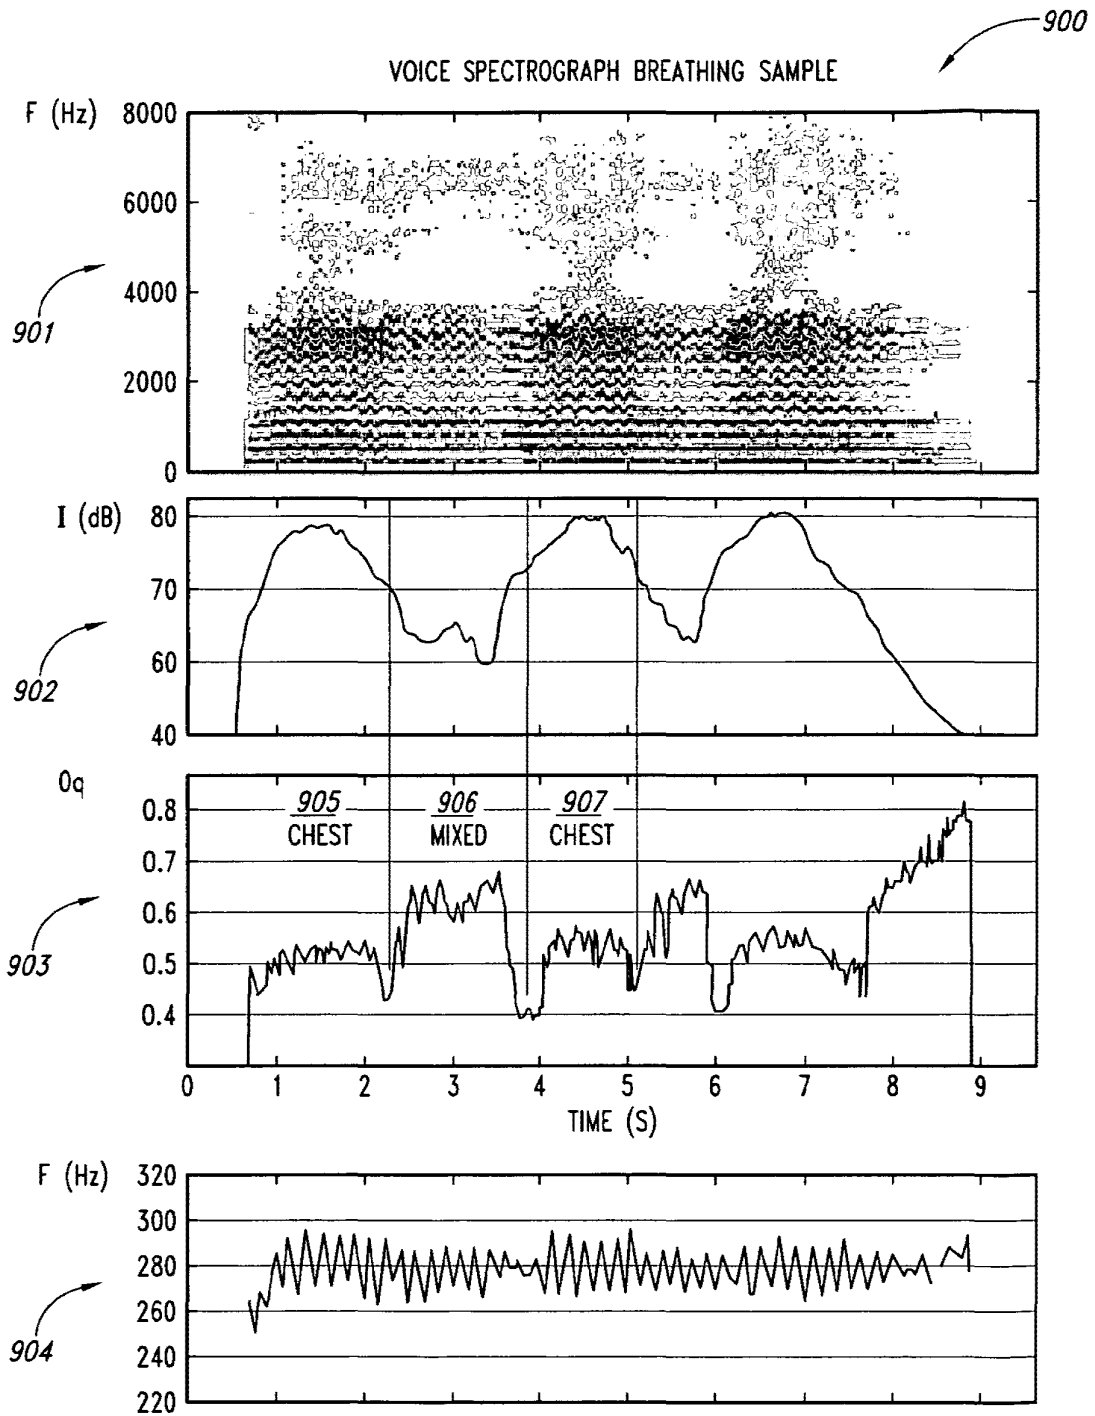 900
VOICE SPECTROGRAPH BREATHING SAMPLE
F (Hz)
8000
6000
4000
2000
0
901
I (dB)
80
70
60
40
902
Oq
0.8
0.7
0.6
0.5
0.4
905
CHEST
906
MIXED
907
CHEST
903
0 1 2 3 4 5 6 7 8 9
TIME (S)
F (Hz)
320
300
280
260
240
220
904